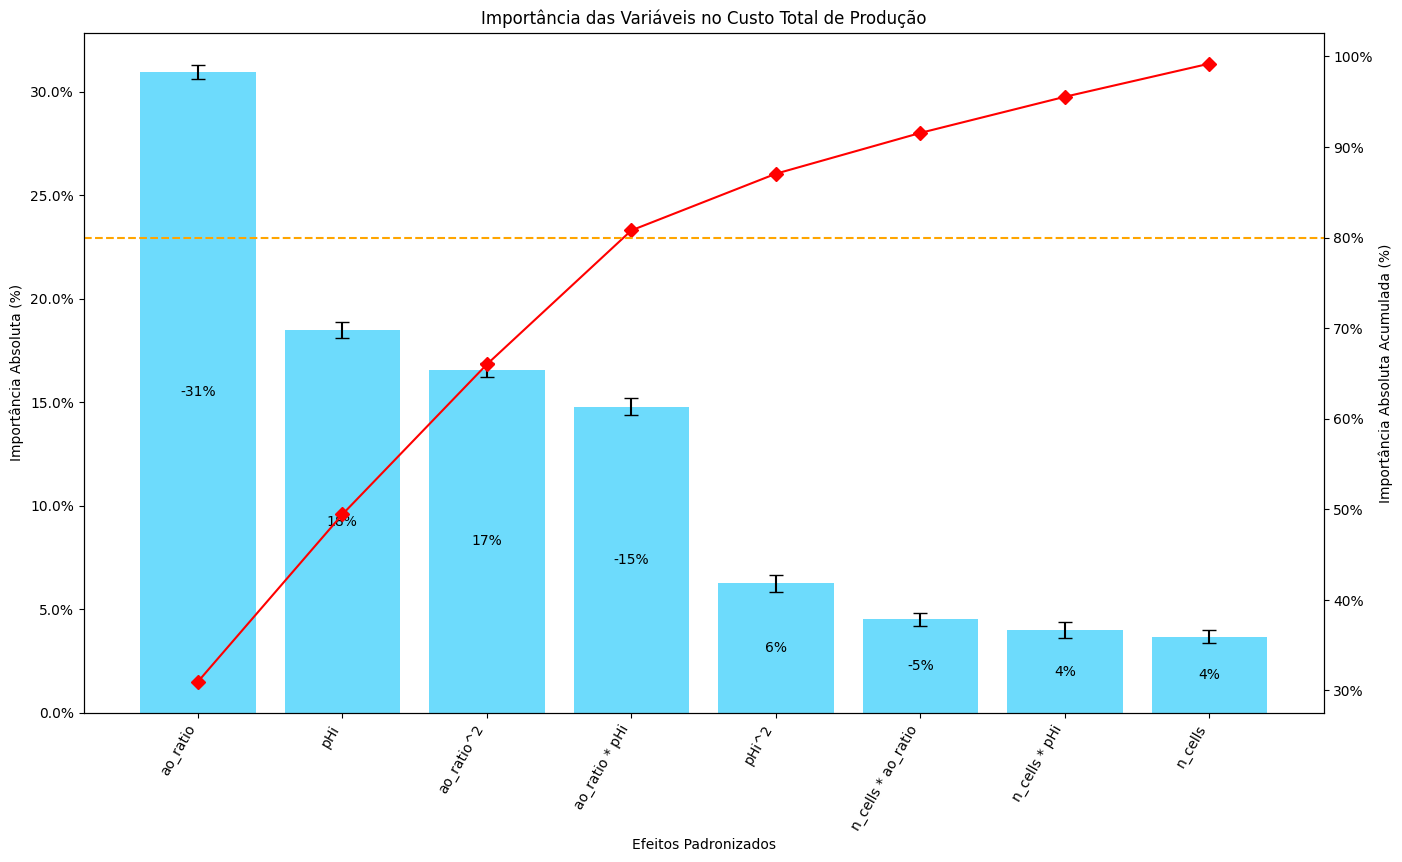 Importância das Variáveis no Custo Total de Produção
Importância Absoluta (%)
30.0%
25.0%
20.0%
15.0%
10.0%
5.0%
0.0%
-31%
18%
17%
-15%
6%
-5%
4%
4%
100%
90%
80%
70%
60%
50%
40%
30%
Importância Absoluta Acumulada (%)
ao_ratio
pHi
ao_ratio^2
ao_ratio * pHi
pHi^2
n_cells * ao_ratio
n_cells * pHi
n_cells
Efeitos Padronizados